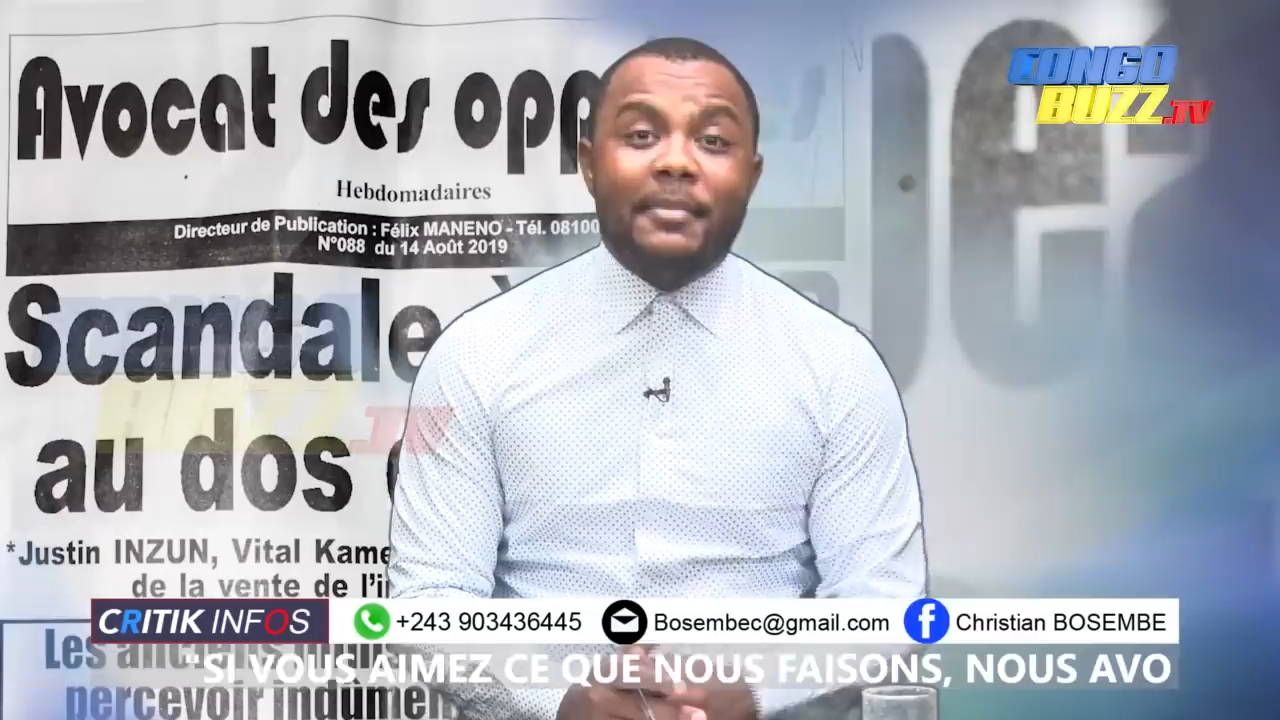 CONGO
BUZZ.TV
Avocat des opp
Hebdomadaires
Directeur de Publication : Félix MANENO - Tél. 08100
N°088 du 14 Août 2019
Scandale
au dos
*Justin INZUN, Vital Kame
de la vente de l'i
CRITIK INFOS
+243 903436445
Bosembec@gmail.com
Christian BOSEMBE
Les anciens
percevoir indûmen
"SI VOUS AIMEZ CE QUE NOUS FAISONS, NOUS AVO